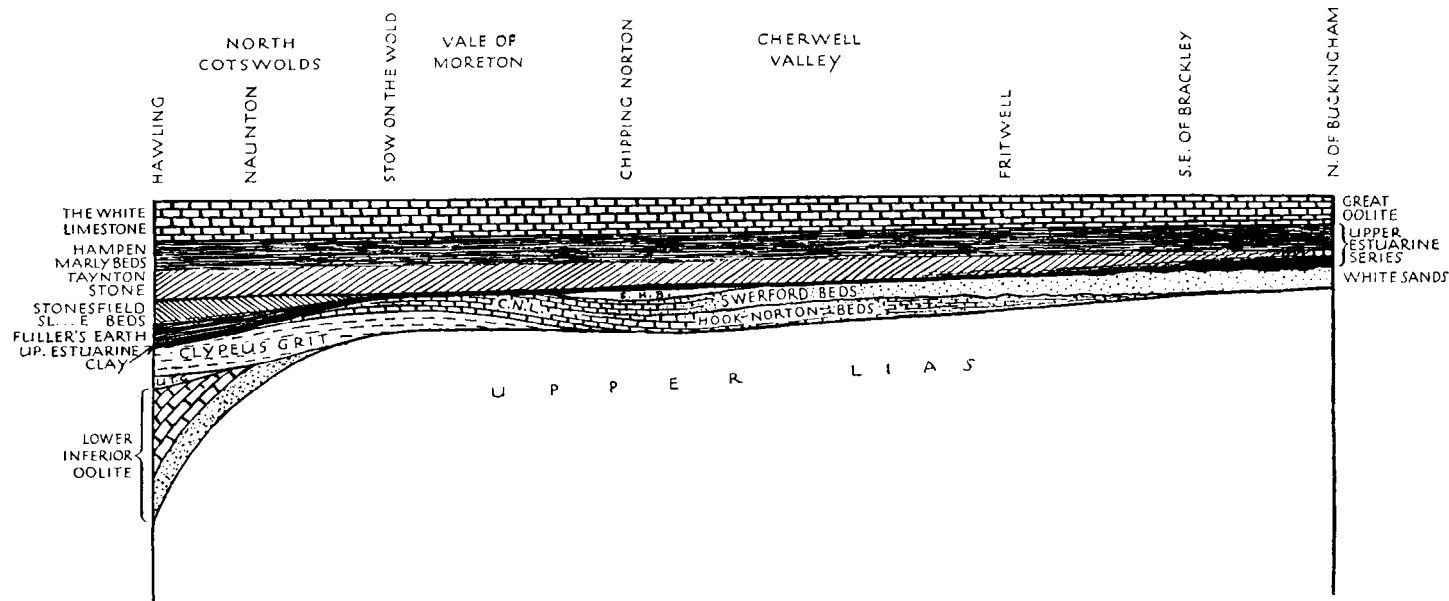 NORTH
COTSWOLDS
VALE OF
MORETON
CHERWELL
VALLEY
HAWLING
NAUNTON
STOW ON THE WOLD
CHIPPING NORTON
FRITWELL
S.E. OF BRACKLEY
N. OF BUCKINGHAM
THE WHITE
LIMESTONE
HAMPEN
MARLY BEDS
TAYNTON
STONE
STONESFIELD
BEDS
FULLER'S EARTH
UP. ESTUARINE
CLAY
LOWER
INFERIOR
OOLITE
CLYPEUS GRIT
C.N.L.
SWERFORD BEDS
HOOK NORTON BEDS
UPPER LIAS
GREAT
OOLITE
UPPER
ESTUARINE
SERIES
WHITE SANDS